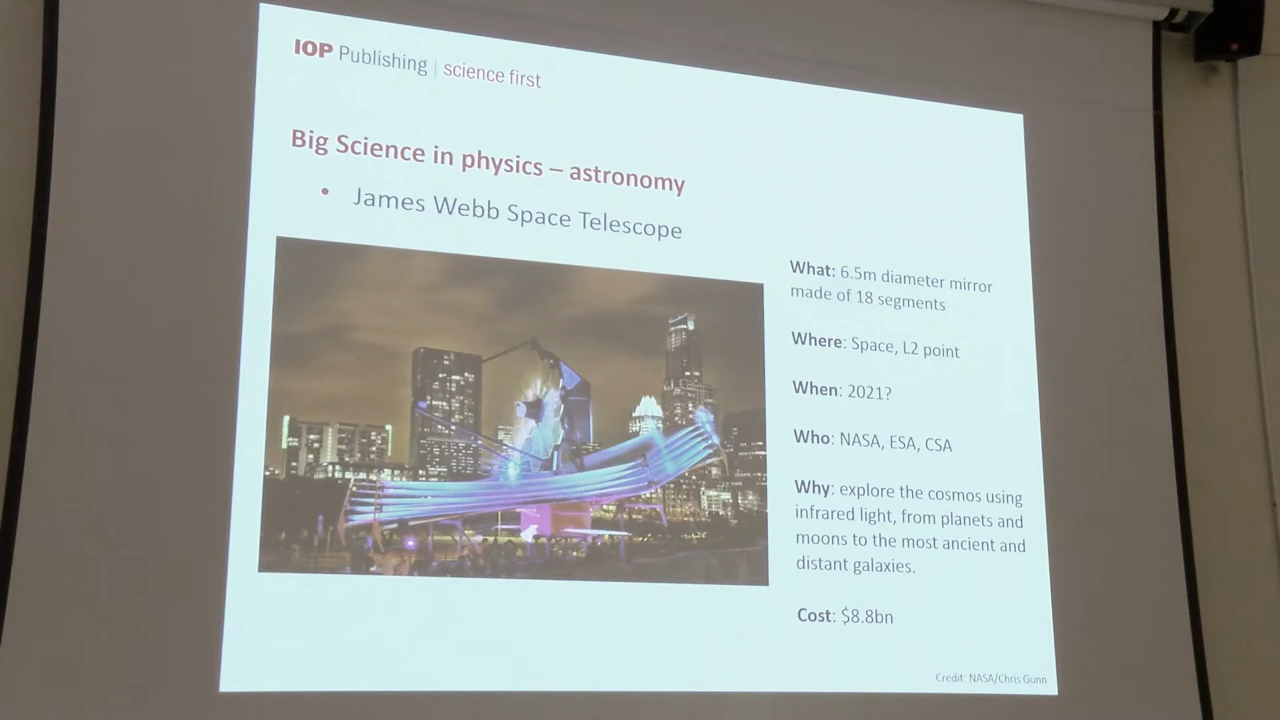 IOP Publishing | science first
Big Science in physics – astronomy
• James Webb Space Telescope
What: 6.5m diameter mirror
made of 18 segments
Where: Space, L2 point
When: 2021?
Who: NASA, ESA, CSA
Why: explore the cosmos using
infrared light, from planets and
moons to the most ancient and
distant galaxies.
Cost: $8.8bn
Credit: NASA/Chris Gunn